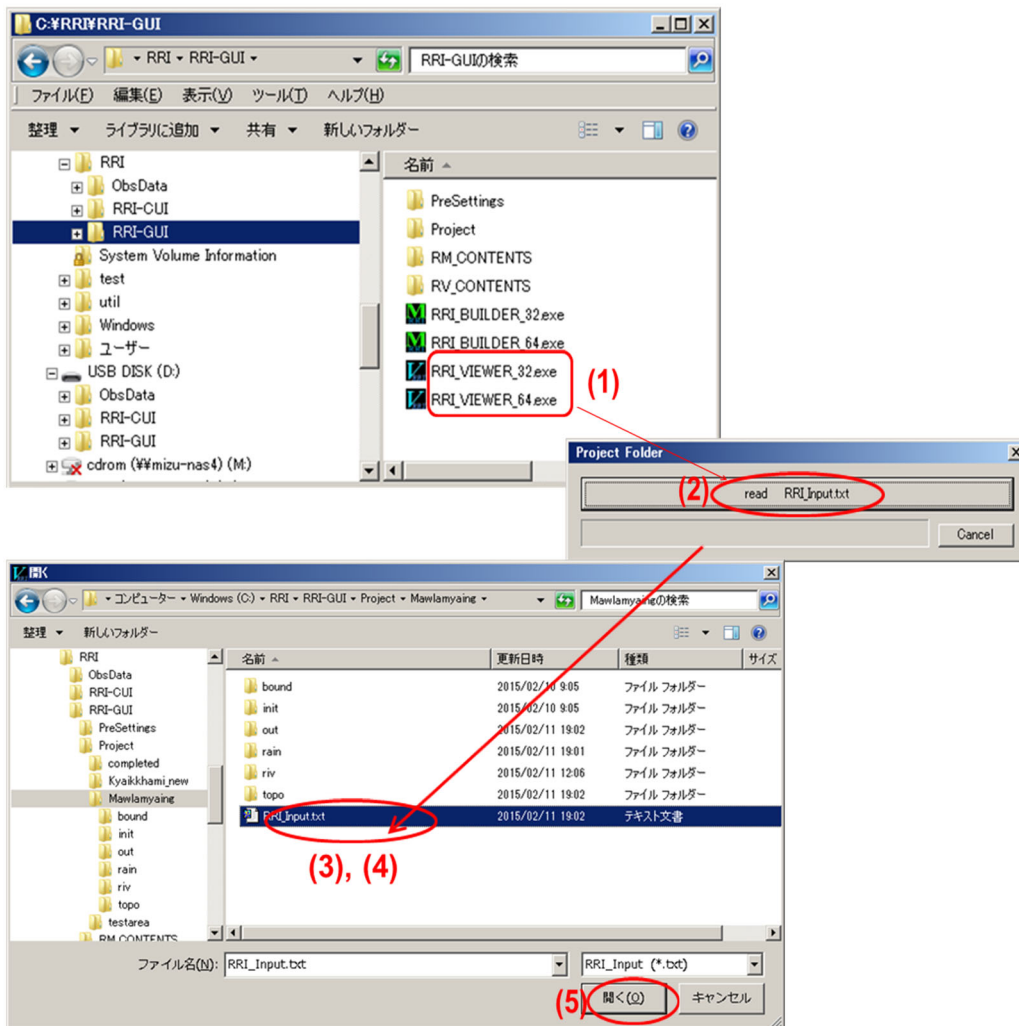 C:¥RRI¥RRI-GUI
RRI RRI-GUI
RRI-GUIの検索
ファイル(F) 編集(E) 表示(V) ツール(T) ヘルプ(H)
整理 ライブラリに追加 共有 新しいフォルダー
RRI
ObsData
RRI-CUI
RRI-GUI
System Volume Information
test
util
Windows
ユーザー
USB DISK (D:)
ObsData
RRI-CUI
RRI-GUI
cdrom (¥¥mizu-nas4) (M:)
名前
PreSettings
Project
RM_CONTENTS
RV_CONTENTS
RRI_BUILDER_32.exe
RRI_BUILDER_64.exe
RRI_VIEWER_32.exe
RRI_VIEWER_64.exe
(1)
Project Folder
(2) read RRI_Input.txt
Cancel
開く
コンピューター Windows (C:) RRI RRI-GUI Project Mawlamyaing
Mawlamyaingの検索
整理 新しいフォルダー
RRI
ObsData
RRI-CUI
RRI-GUI
PreSettings
Project
completed
Kyaikkhami_new
Mawlamyaing
bound
init
out
rain
riv
topo
testarea
RM CONTENTS
名前 更新日時 種類 サイズ
bound 2015/02/10 9:05 ファイル フォルダー
init 2015/02/10 9:05 ファイル フォルダー
out 2015/02/11 19:02 ファイル フォルダー
rain 2015/02/11 19:01 ファイル フォルダー
riv 2015/02/11 12:06 ファイル フォルダー
topo 2015/02/11 19:02 ファイル フォルダー
RRI_Input.txt 2015/02/11 19:02 テキスト文書
(3), (4)
ファイル名(N): RRI_Input.txt RRI_Input (*.txt)
(5) 開く(O) キャンセル